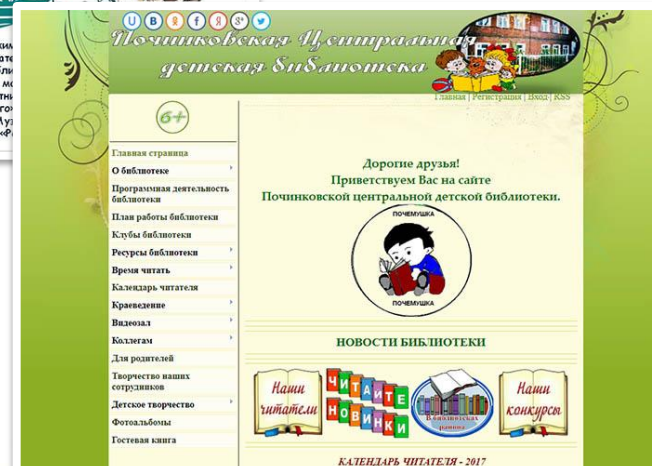 Починковская Центральная
детская библиотека
Главная | Регистрация | Вход | RSS
6+
Главная страница
О библиотеке
Программная деятельность
библиотеки
План работы библиотеки
Клубы библиотеки
Ресурсы библиотеки
Время читать
Календарь читателя
Краеведение
Видеозал
Коллегам
Для родителей
Творчество наших
сотрудников
Детское творчество
Фотоальбомы
Гостевая книга
Дорогие друзья!
Приветствуем Вас на сайте
Починковской центральной детской библиотеки.
ПОЧЕМУШКА
ПОЧЕМУШКА
НОВОСТИ БИБЛИОТЕКИ
Наши
читатели
ЧИТАЙТЕ
НОВИНКИ
В библиотеках
района
Наши
конкурсы
КАЛЕНДАРЬ ЧИТАТЕЛЯ - 2017